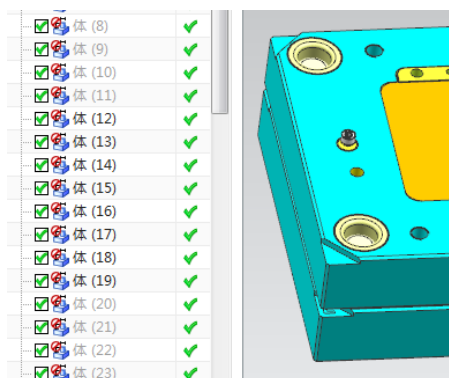 体 (8)
体 (9)
体 (10)
体 (11)
体 (12)
体 (13)
体 (14)
体 (15)
体 (16)
体 (17)
体 (18)
体 (19)
体 (20)
体 (21)
体 (22)
体 (23)